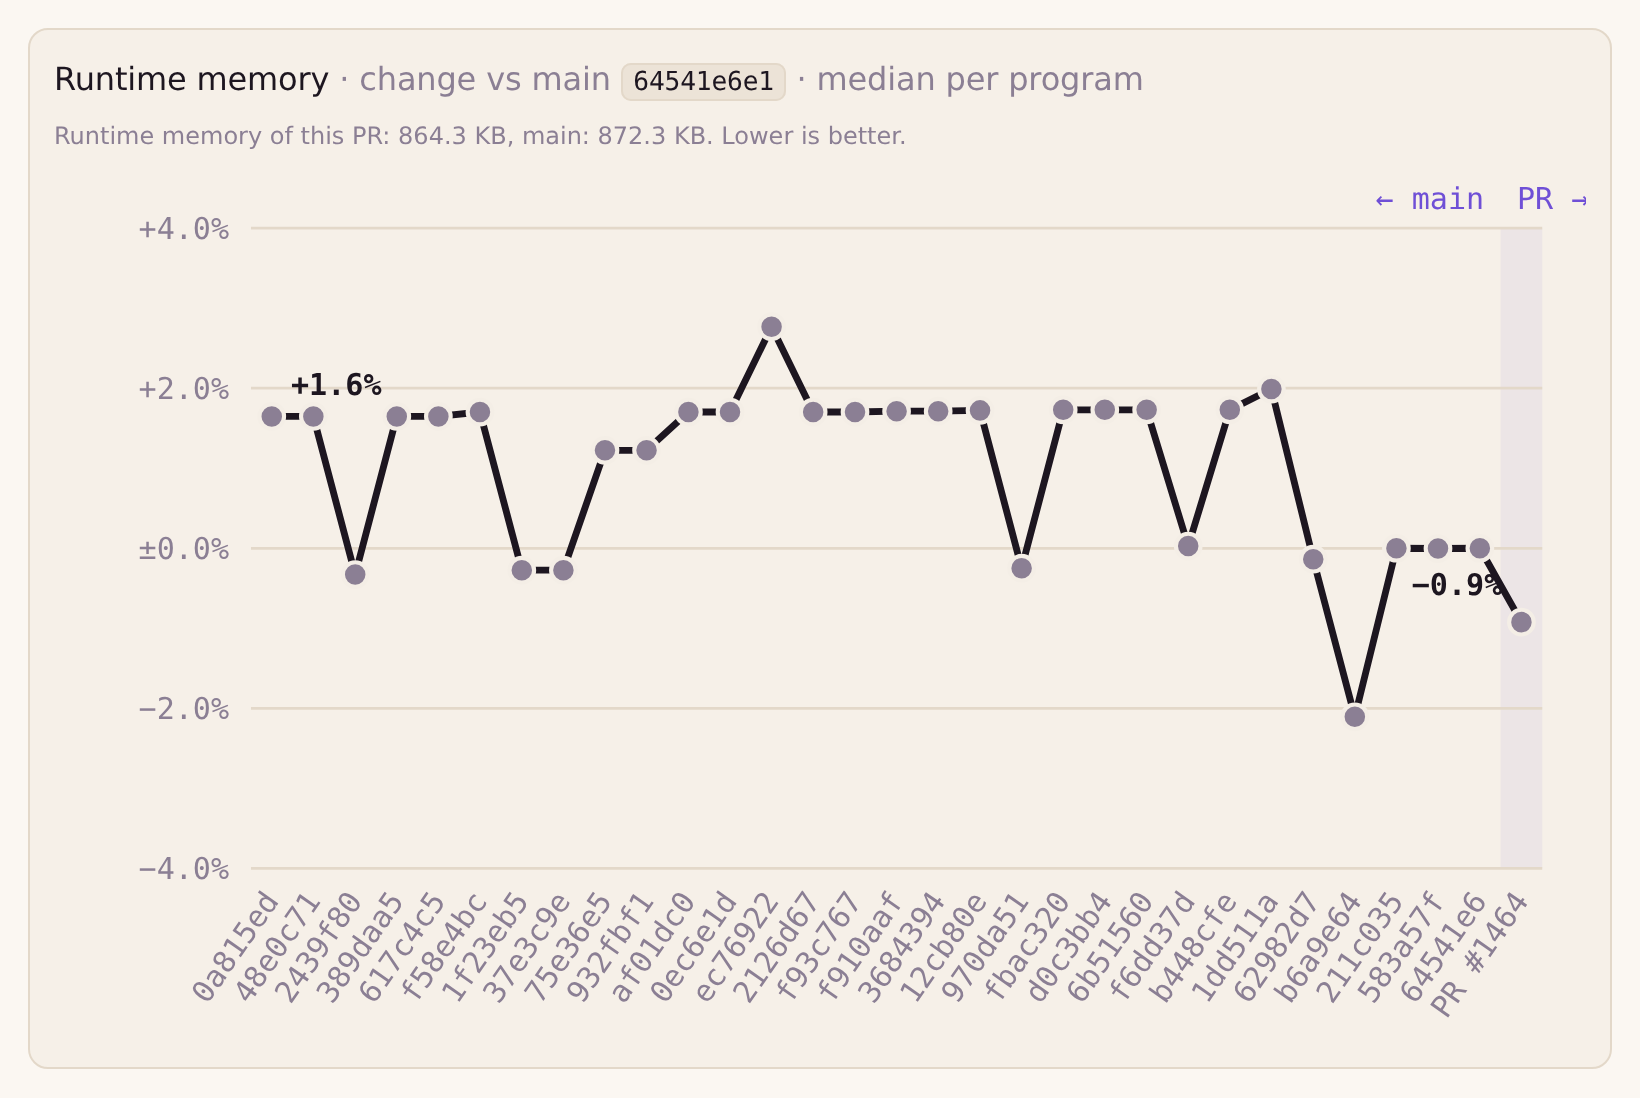 Runtime memory · change vs main 64541e6e1 · median per program
Runtime memory of this PR: 864.3 KB, main: 872.3 KB. Lower is better.
← main PR →
+4.0%
+2.0%
±0.0%
−2.0%
−4.0%
+1.6%
−0.9%
0a815ed
48e0c71
2439f80
389daa5
617c4c5
f58e4bc
1f23eb5
37e3c9e
75e36e5
932fbf1
af01dc0
0ec6e1d
ec76922
2126d67
f93c767
f910aaf
3684394
12cb80e
970da51
fbac320
d0c3bb4
6b51560
f6dd37d
b448cfe
1dd511a
62982d7
b6a9e64
211c035
583a57f
64541e6
PR #1464